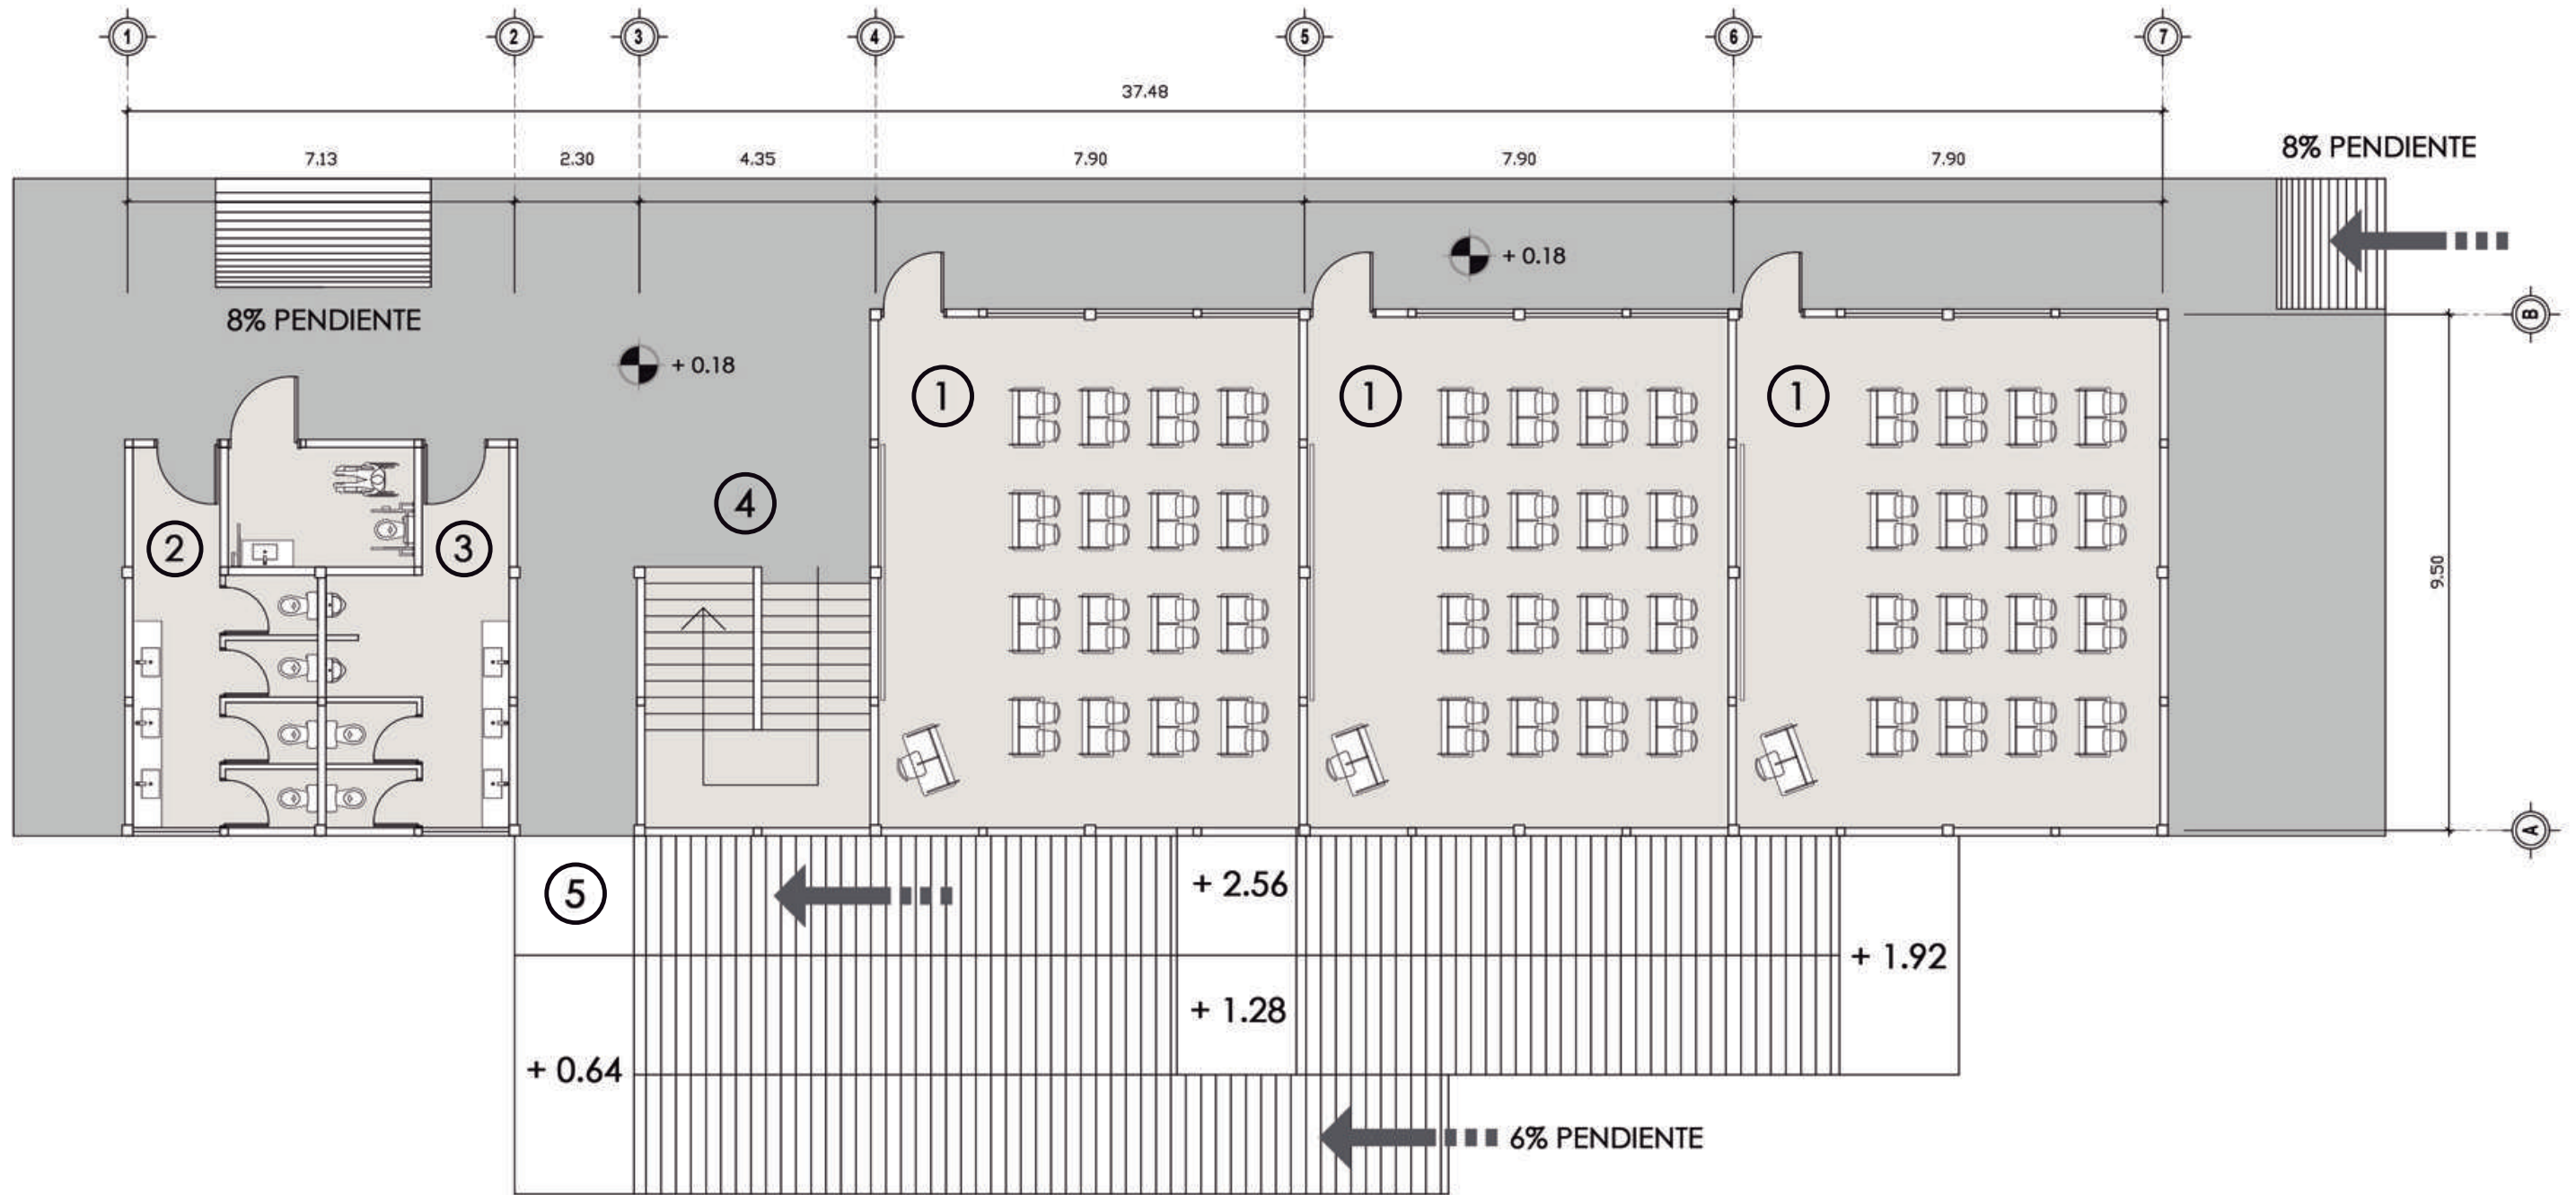 1 2 3 4 5 6 7
37.48
8% PENDIENTE
7.13 2.30 4.35 7.90 7.90 7.90
+ 0.18
8% PENDIENTE
B
+ 0.18
1 1 1
4
2 3
9.50
A
5
+ 2.56
+ 1.92
+ 1.28
+ 0.64
6% PENDIENTE